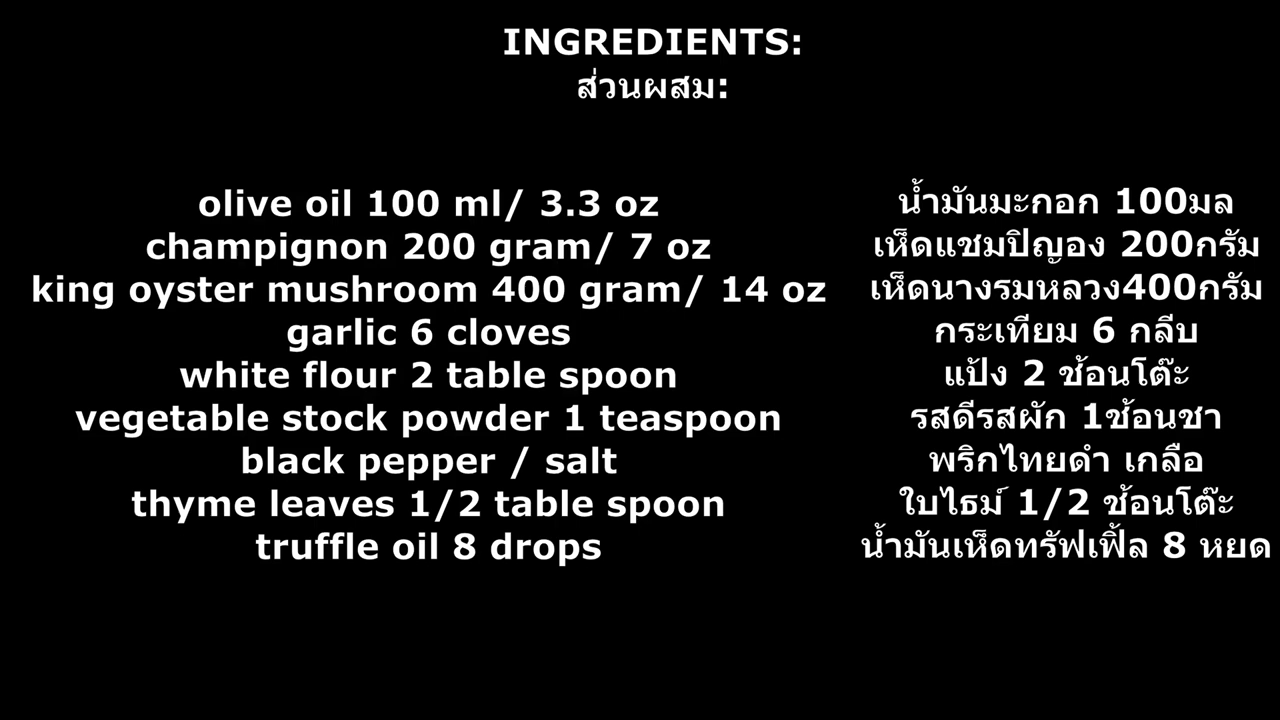 INGREDIENTS:
ส่วนผสม:
olive oil 100 ml/ 3.3 oz
champignon 200 gram/ 7 oz
king oyster mushroom 400 gram/ 14 oz
garlic 6 cloves
white flour 2 table spoon
vegetable stock powder 1 teaspoon
black pepper / salt
thyme leaves 1/2 table spoon
truffle oil 8 drops
น้ำมันมะกอก 100มล
เห็ดแชมปิญอง 200กรัม
เห็ดนางรมหลวง400กรัม
กระเทียม 6 กลีบ
แป้ง 2 ช้อนโต๊ะ
รสดีรสผัก 1ช้อนชา
พริกไทยดำ เกลือ
ใบไธม์ 1/2 ช้อนโต๊ะ
น้ำมันเห็ดทรัฟเฟิ้ล 8 หยด